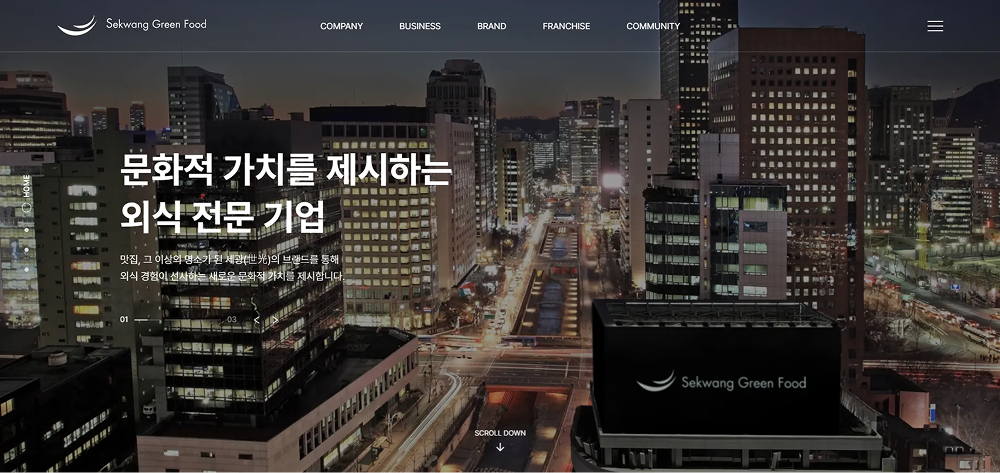 Sekwang Green Food
COMPANY
BUSINESS
BRAND
FRANCHISE
COMMUNITY
HOME
문화적 가치를 제시하는
외식 전문 기업
맛집, 그 이상의 명소가 된 세광(世光)의 브랜드를 통해
외식 경험이 선사하는 새로운 문화적 가치를 제시합니다.
01
03
Sekwang Green Food
SCROLL DOWN